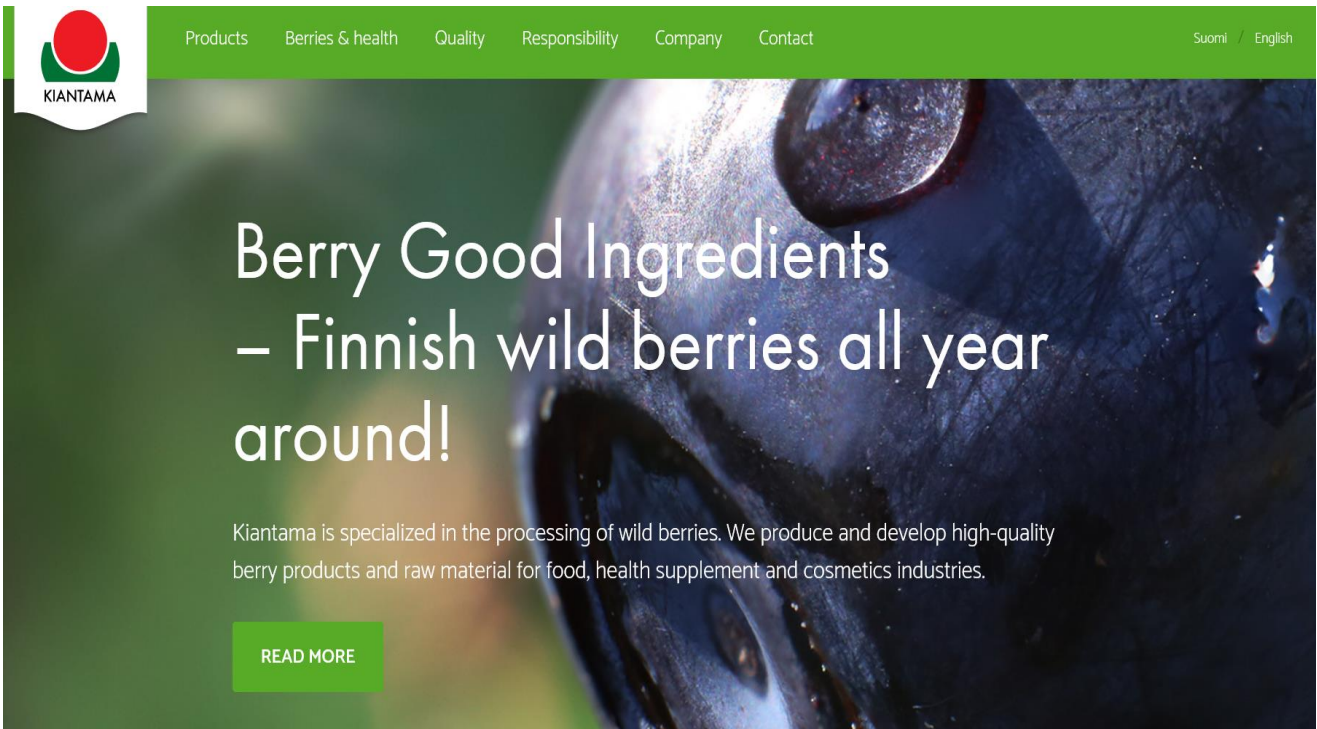 KIANTAMA
Products Berries & health Quality Responsibility Company Contact
Suomi / English
Berry Good Ingredients
– Finnish wild berries all year
around!
Kiantama is specialized in the processing of wild berries. We produce and develop high-quality
berry products and raw material for food, health supplement and cosmetics industries.
READ MORE